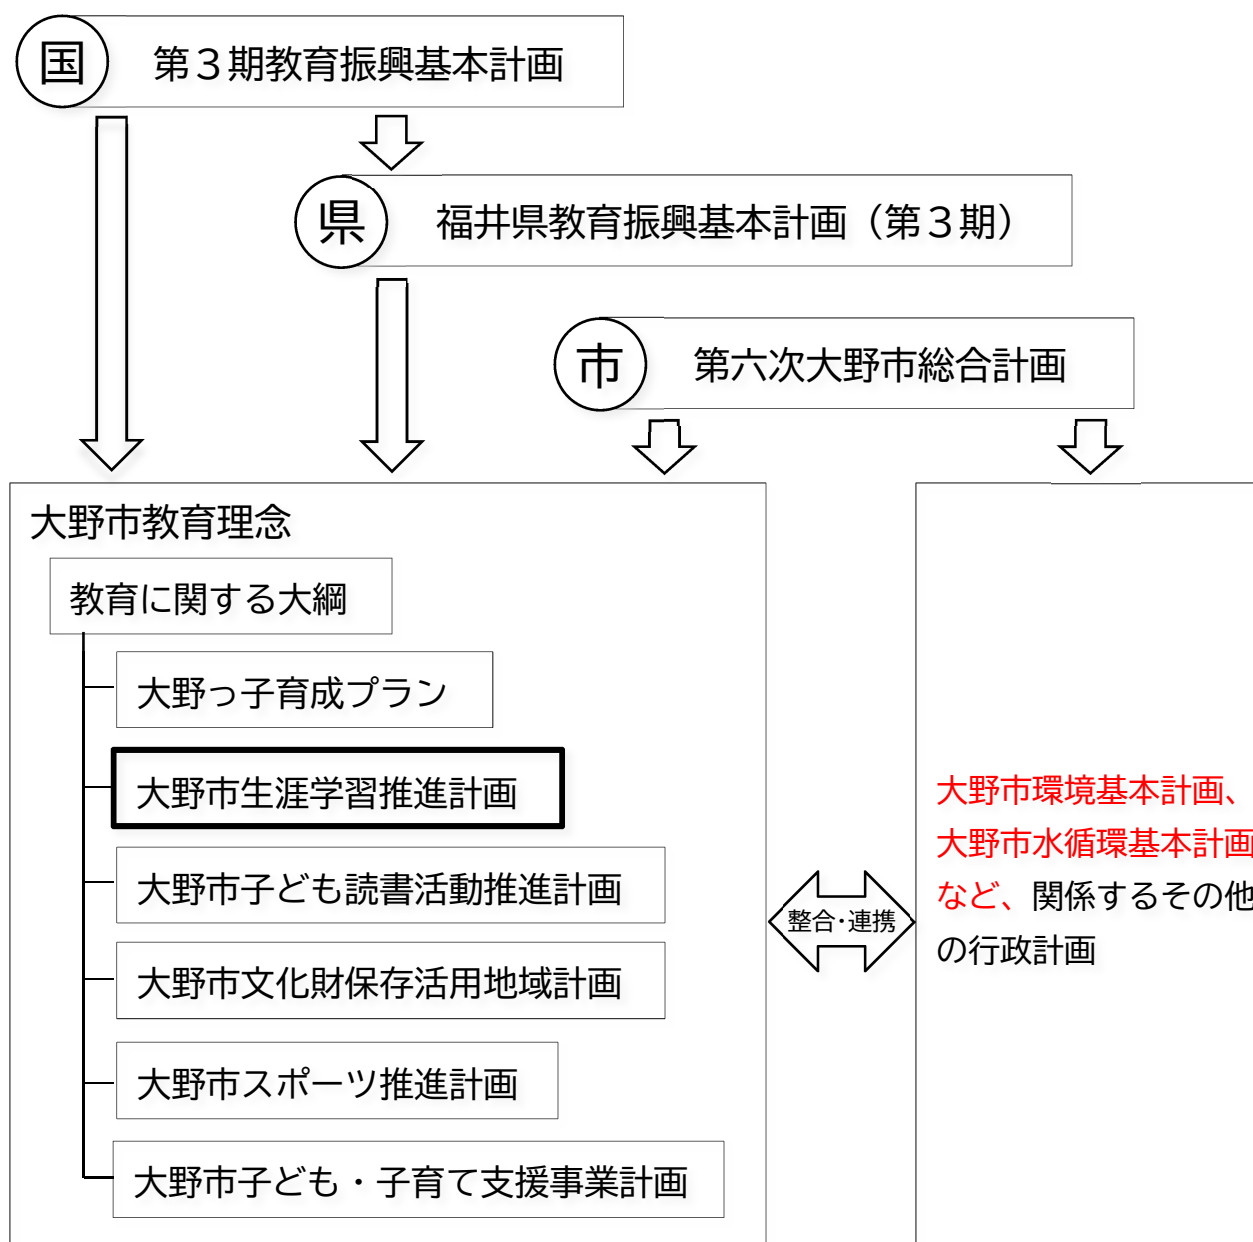 国 第３期教育振興基本計画
県 福井県教育振興基本計画（第３期）
市 第六次大野市総合計画
大野市教育理念
教育に関する大綱
大野っ子育成プラン
大野市生涯学習推進計画
大野市子ども読書活動推進計画
大野市文化財保存活用地域計画
大野市スポーツ推進計画
大野市子ども・子育て支援事業計画
整合・連携
大野市環境基本計画、
大野市水循環基本計画
など、関係するその他
の行政計画